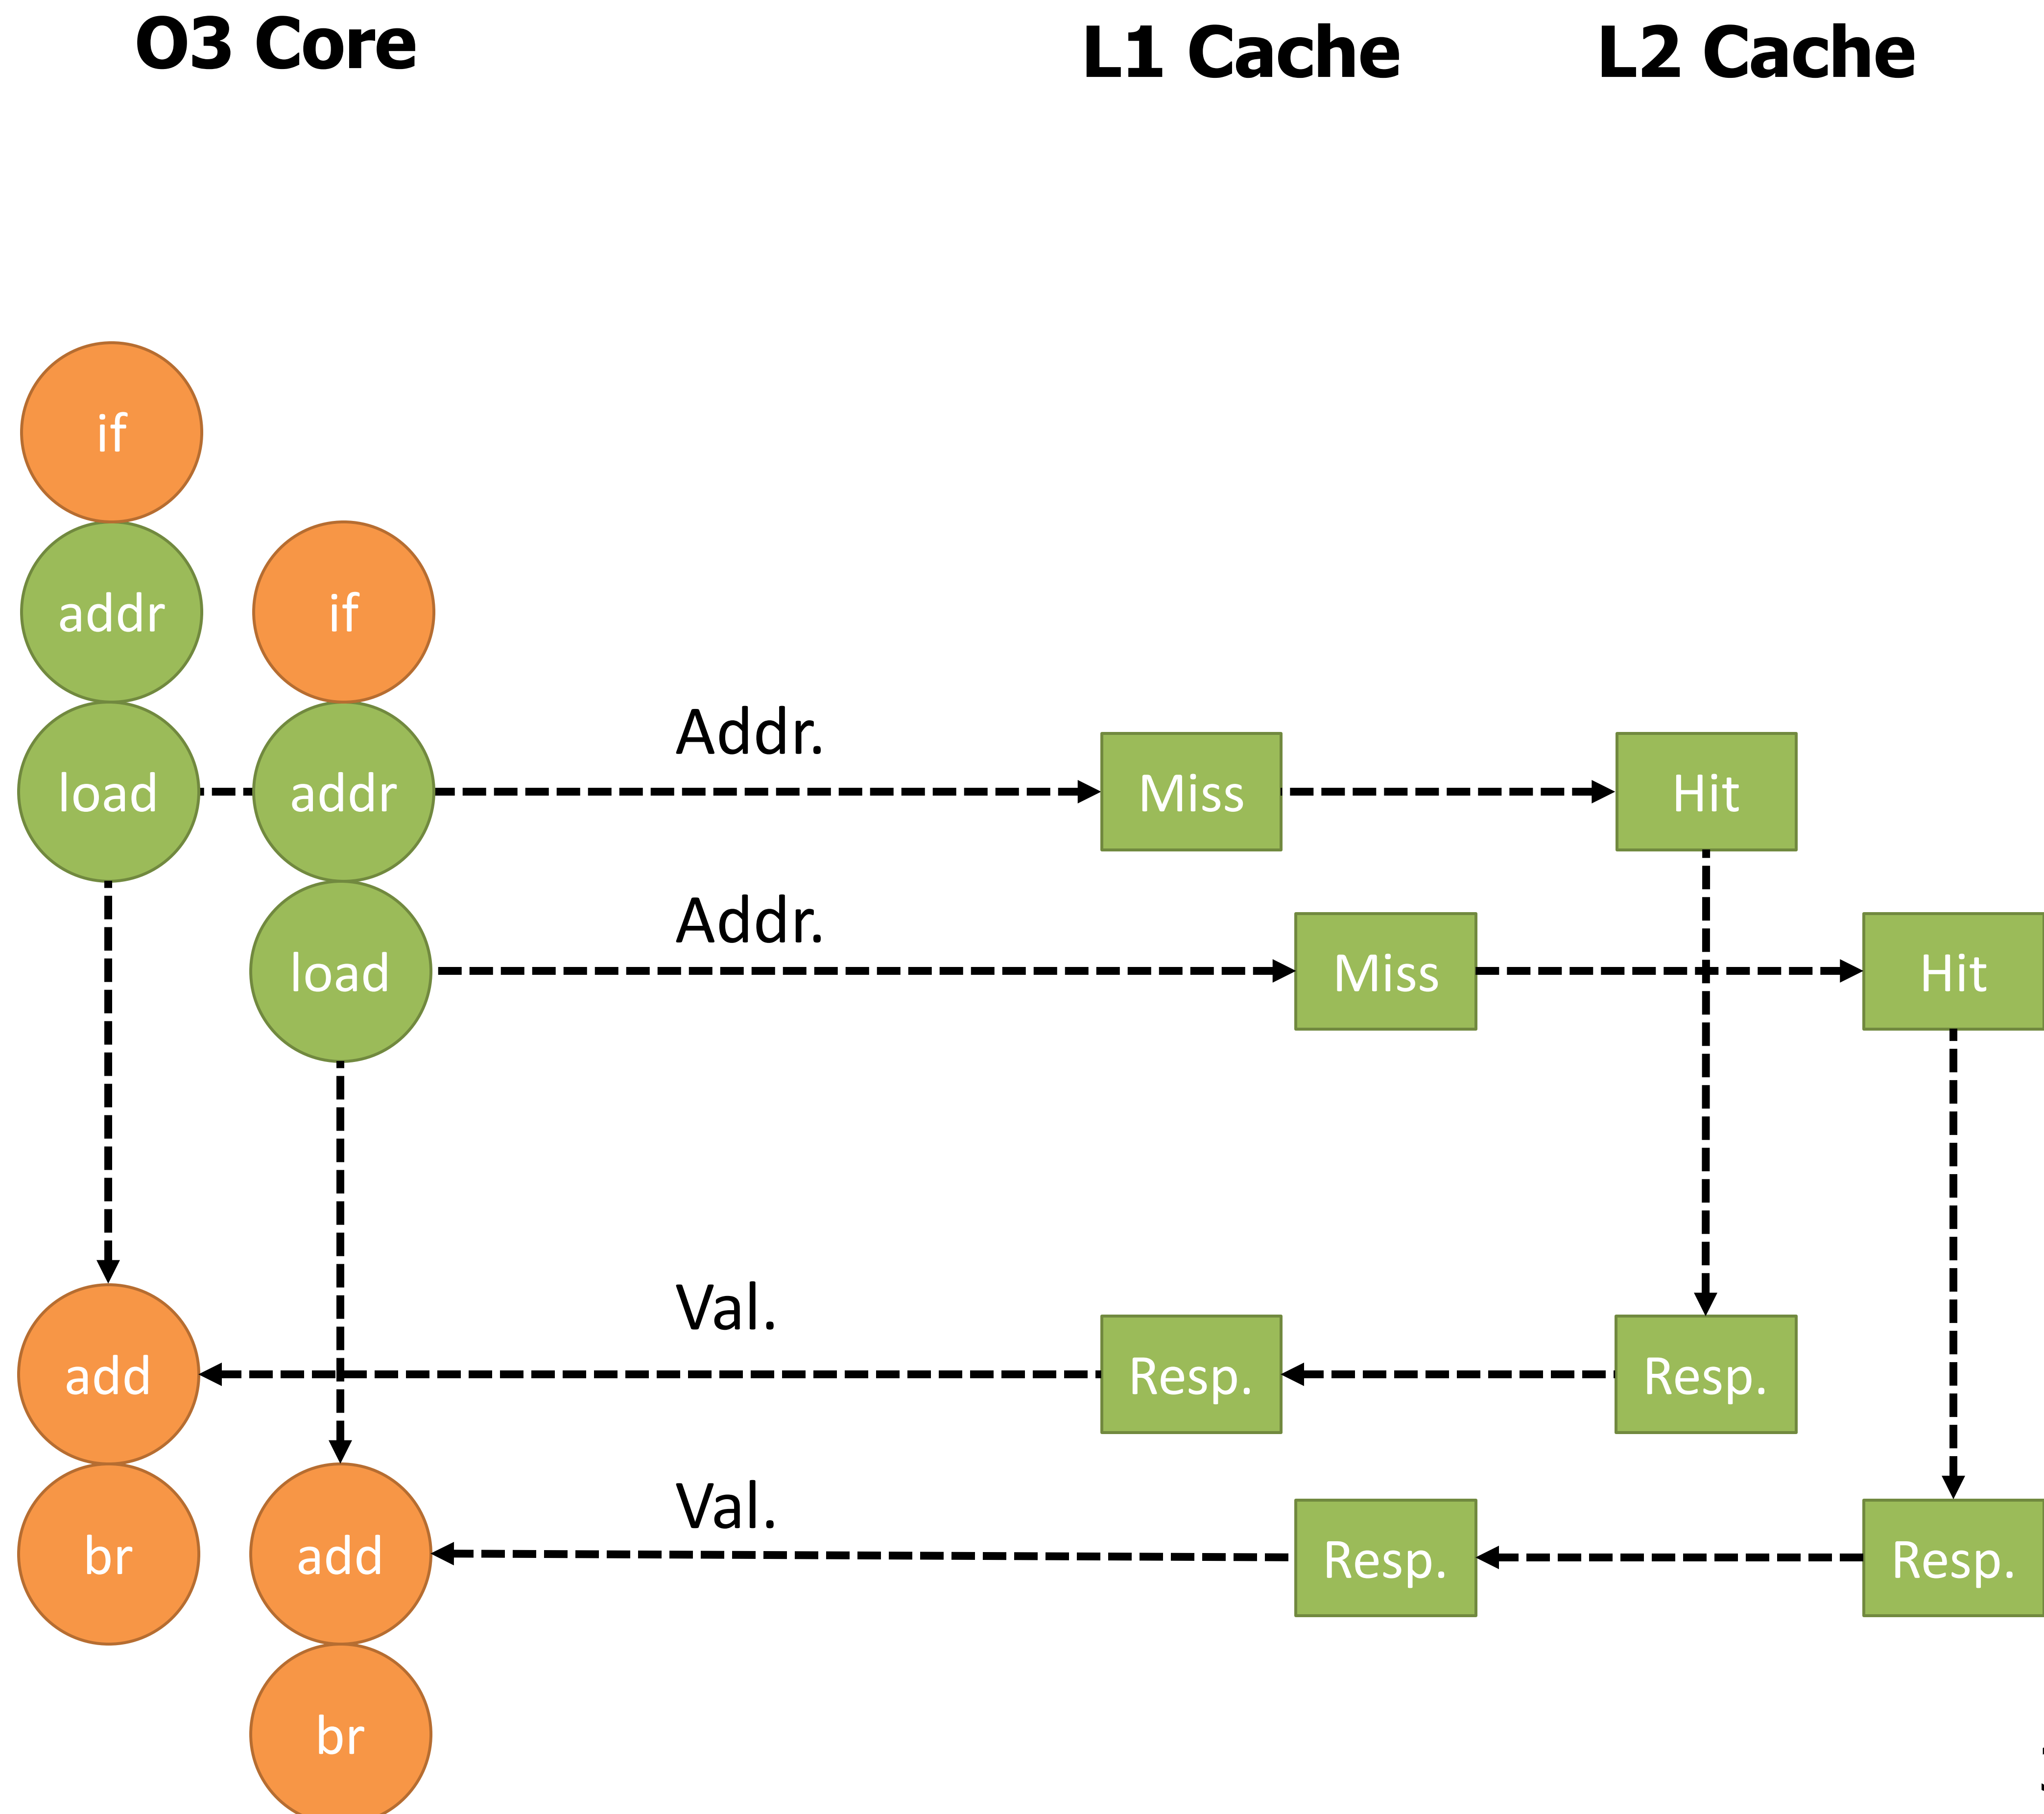 O3 Core
L1 Cache
L2 Cache
if
addr
if
load
addr
Addr.
Miss
Hit
load
Addr.
Miss
Hit
add
Val.
Resp.
Resp.
br
add
Val.
Resp.
Resp.
br